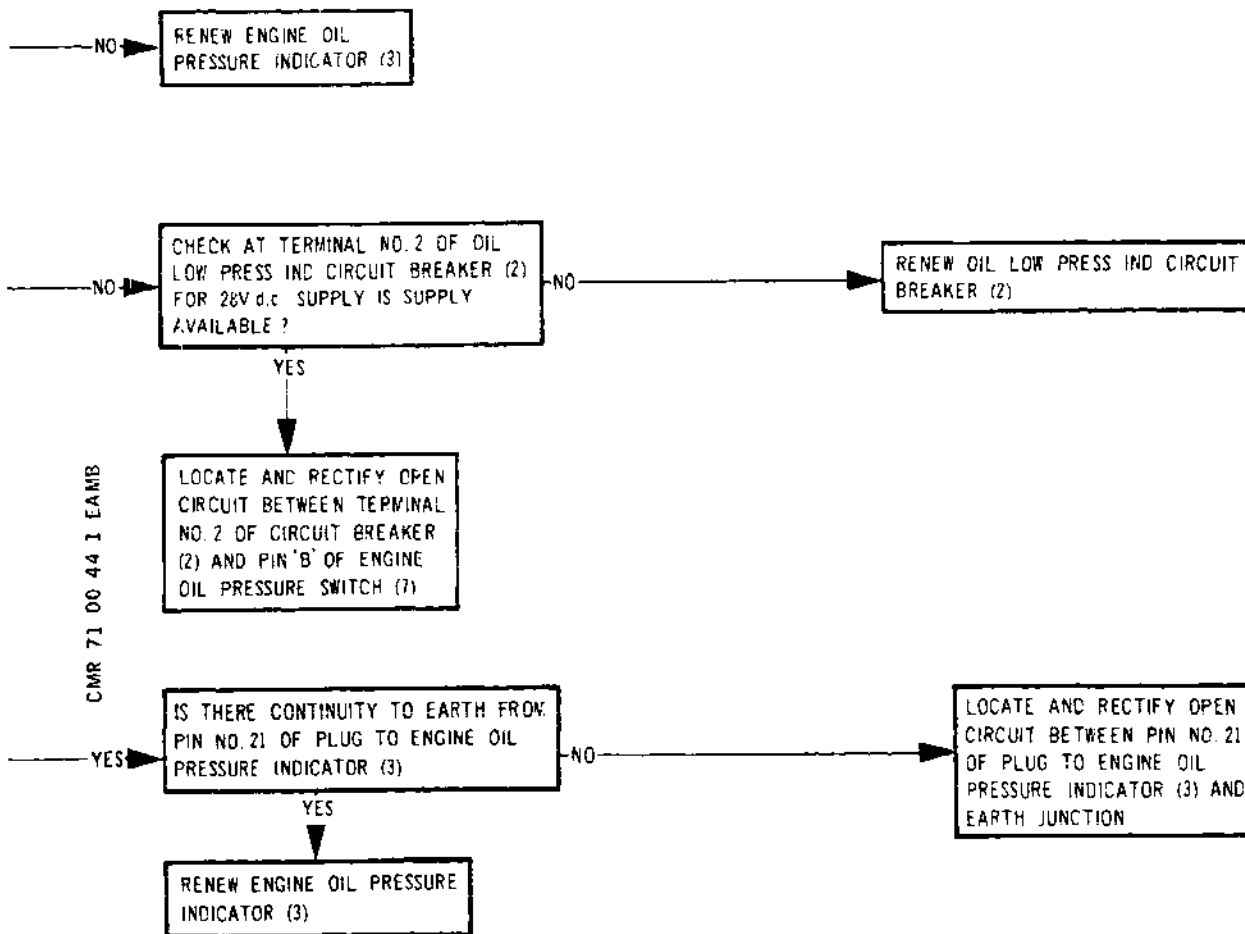 NO
RENEW ENGINE OIL
PRESSURE INDICATOR (3)
NO
CHECK AT TERMINAL NO. 2 OF OIL
LOW PRESS IND CIRCUIT BREAKER (2)
FOR 28V d.c SUPPLY IS SUPPLY
AVAILABLE ?
NO
RENEW OIL LOW PRESS IND CIRCUIT
BREAKER (2)
YES
LOCATE AND RECTIFY OPEN
CIRCUIT BETWEEN TERMINAL
NO. 2 OF CIRCUIT BREAKER
(2) AND PIN 'B' OF ENGINE
OIL PRESSURE SWITCH (7)
CMR 71 00 44 1 EAMB
YES
IS THERE CONTINUITY TO EARTH FROM
PIN NO. 21 OF PLUG TO ENGINE OIL
PRESSURE INDICATOR (3)
NO
LOCATE AND RECTIFY OPEN
CIRCUIT BETWEEN PIN NO. 21
OF PLUG TO ENGINE OIL
PRESSURE INDICATOR (3) AND
EARTH JUNCTION
YES
RENEW ENGINE OIL PRESSURE
INDICATOR (3)